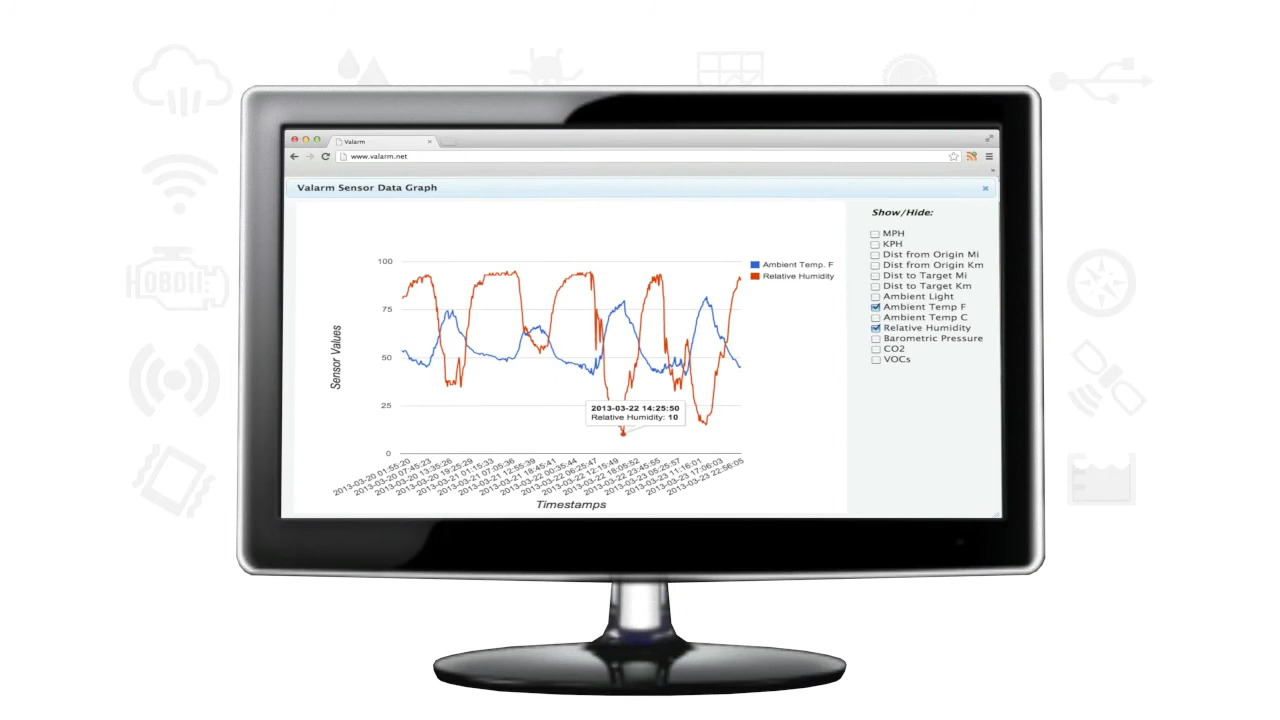 Valarm
www.valarm.net
Valarm Sensor Data Graph
Show/Hide:
MPH
KPH
Dist from Origin Mi
Dist from Origin Km
Dist to Target Mi
Dist to Target Km
Ambient Light
Ambient Temp F
Ambient Temp C
Relative Humidity
Barometric Pressure
CO2
VOCs
Ambient Temp. F
Relative Humidity
100
75
50
25
0
Sensor Values
2013-03-22 14:25:50
Relative Humidity: 10
2013-03-20 01:55:20
2013-03-20 07:45:23
2013-03-20 13:35:26
2013-03-20 19:25:29
2013-03-21 01:15:33
2013-03-21 07:05:36
2013-03-21 12:55:39
2013-03-21 18:45:41
2013-03-22 00:35:44
2013-03-22 06:25:47
2013-03-22 12:15:49
2013-03-22 18:05:52
2013-03-22 23:45:55
2013-03-23 05:25:57
2013-03-23 11:16:01
2013-03-23 17:06:03
2013-03-23 22:56:05
Timestamps
OBDII